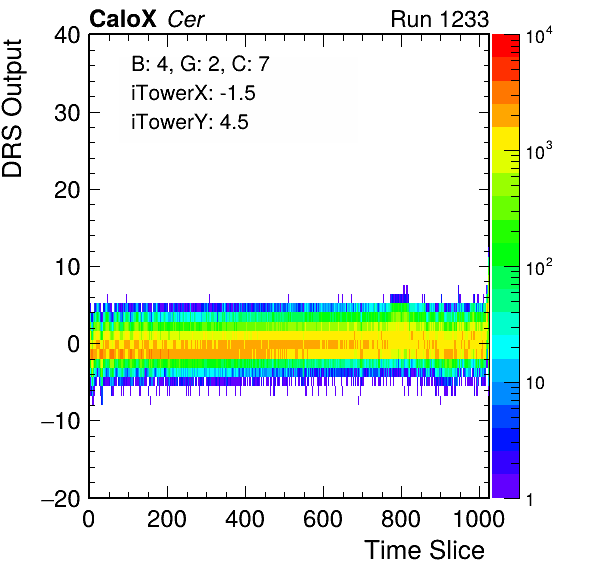 CaloX Cer Run 1233
B: 4, G: 2, C: 7
iTowerX: -1.5
iTowerY: 4.5
DRS Output
40
30
20
10
0
−10
−20
0 200 400 600 800 1000
Time Slice
10^4
10^3
10^2
10
1